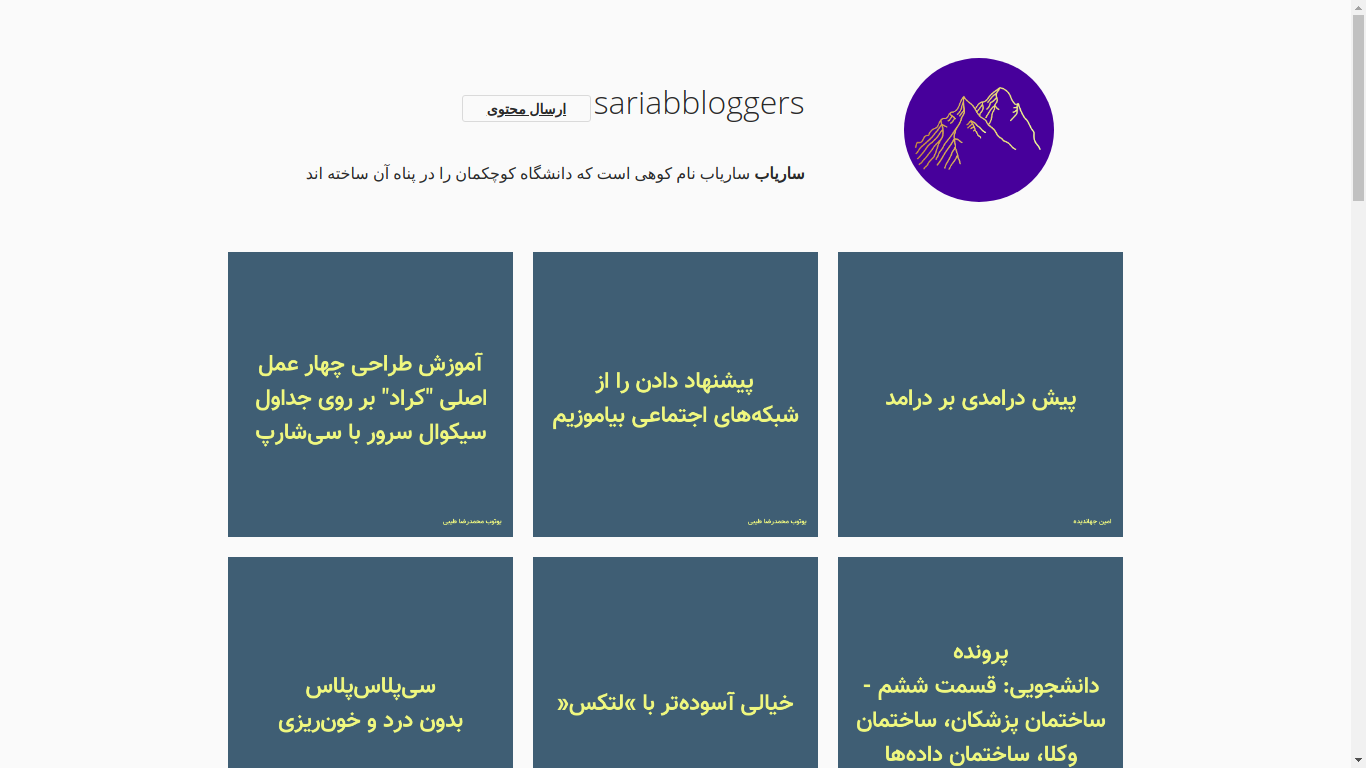 sariabbloggers
ارسال محتوی
ساریاب ساریاب نام کوهی است که دانشگاه کوچکمان را در پناه آن ساخته اند
پیش درامدی بر درامد
امین جهاندیده
پیشنهاد دادن را از
شبکه‌های اجتماعی بیاموزیم
یوتوب محمدرضا طیبی
آموزش طراحی چهار عمل
اصلی "کراد" بر روی جداول
سیکوال سرور با سی‌شارپ
یوتوب محمدرضا طیبی
پرونده
دانشجویی: قسمت ششم -
ساختمان پزشکان، ساختمان
وکلا، ساختمان داده‌ها
خیالی آسوده‌تر با »لتکس«
سی‌پلاس‌پلاس
بدون درد و خون‌ریزی